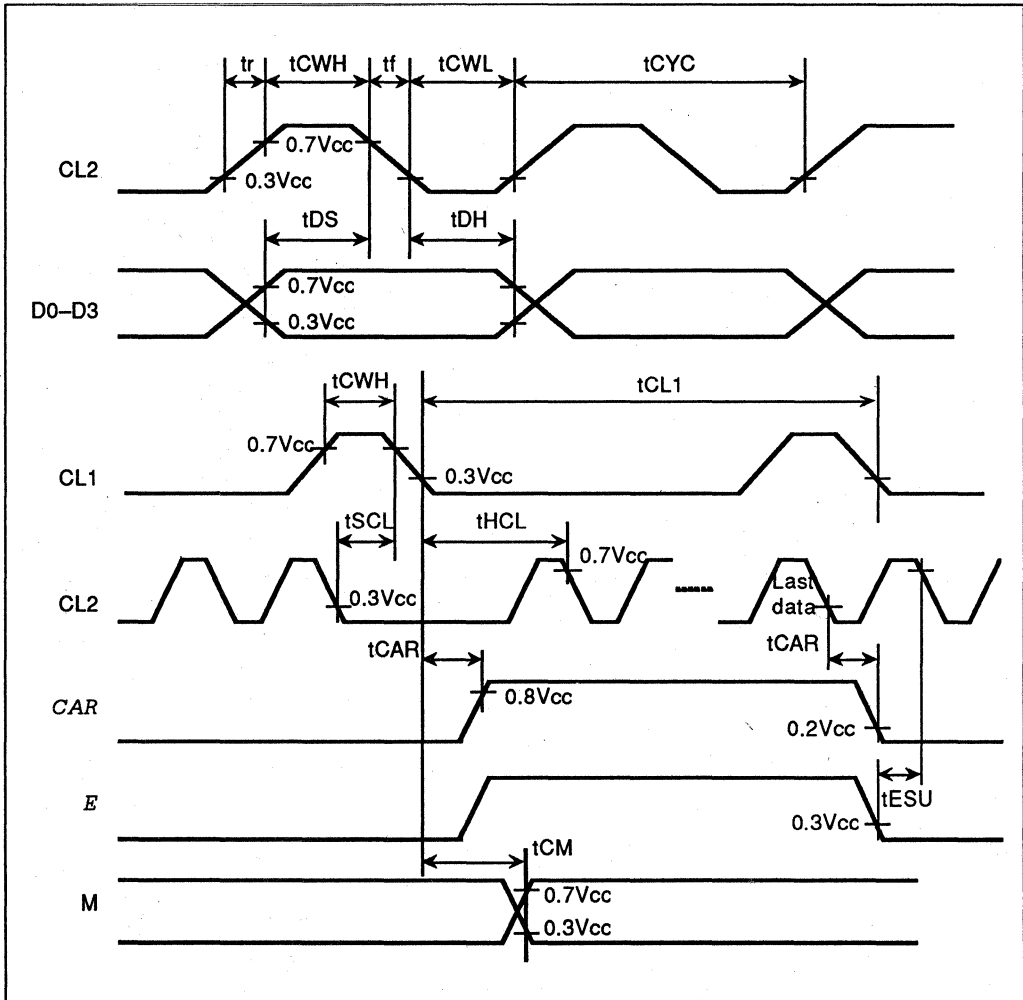 tr tCWH tf tCWL tCYC
CL2
0.7Vcc
0.3Vcc
tDS tDH
D0–D3
0.7Vcc
0.3Vcc
tCWH tCL1
0.7Vcc
CL1
0.3Vcc
tSCL tHCL
0.7Vcc
CL2
0.3Vcc
Last
data
tCAR tCAR
CAR
0.8Vcc
0.2Vcc
E
tESU
0.3Vcc
tCM
M
0.7Vcc
0.3Vcc